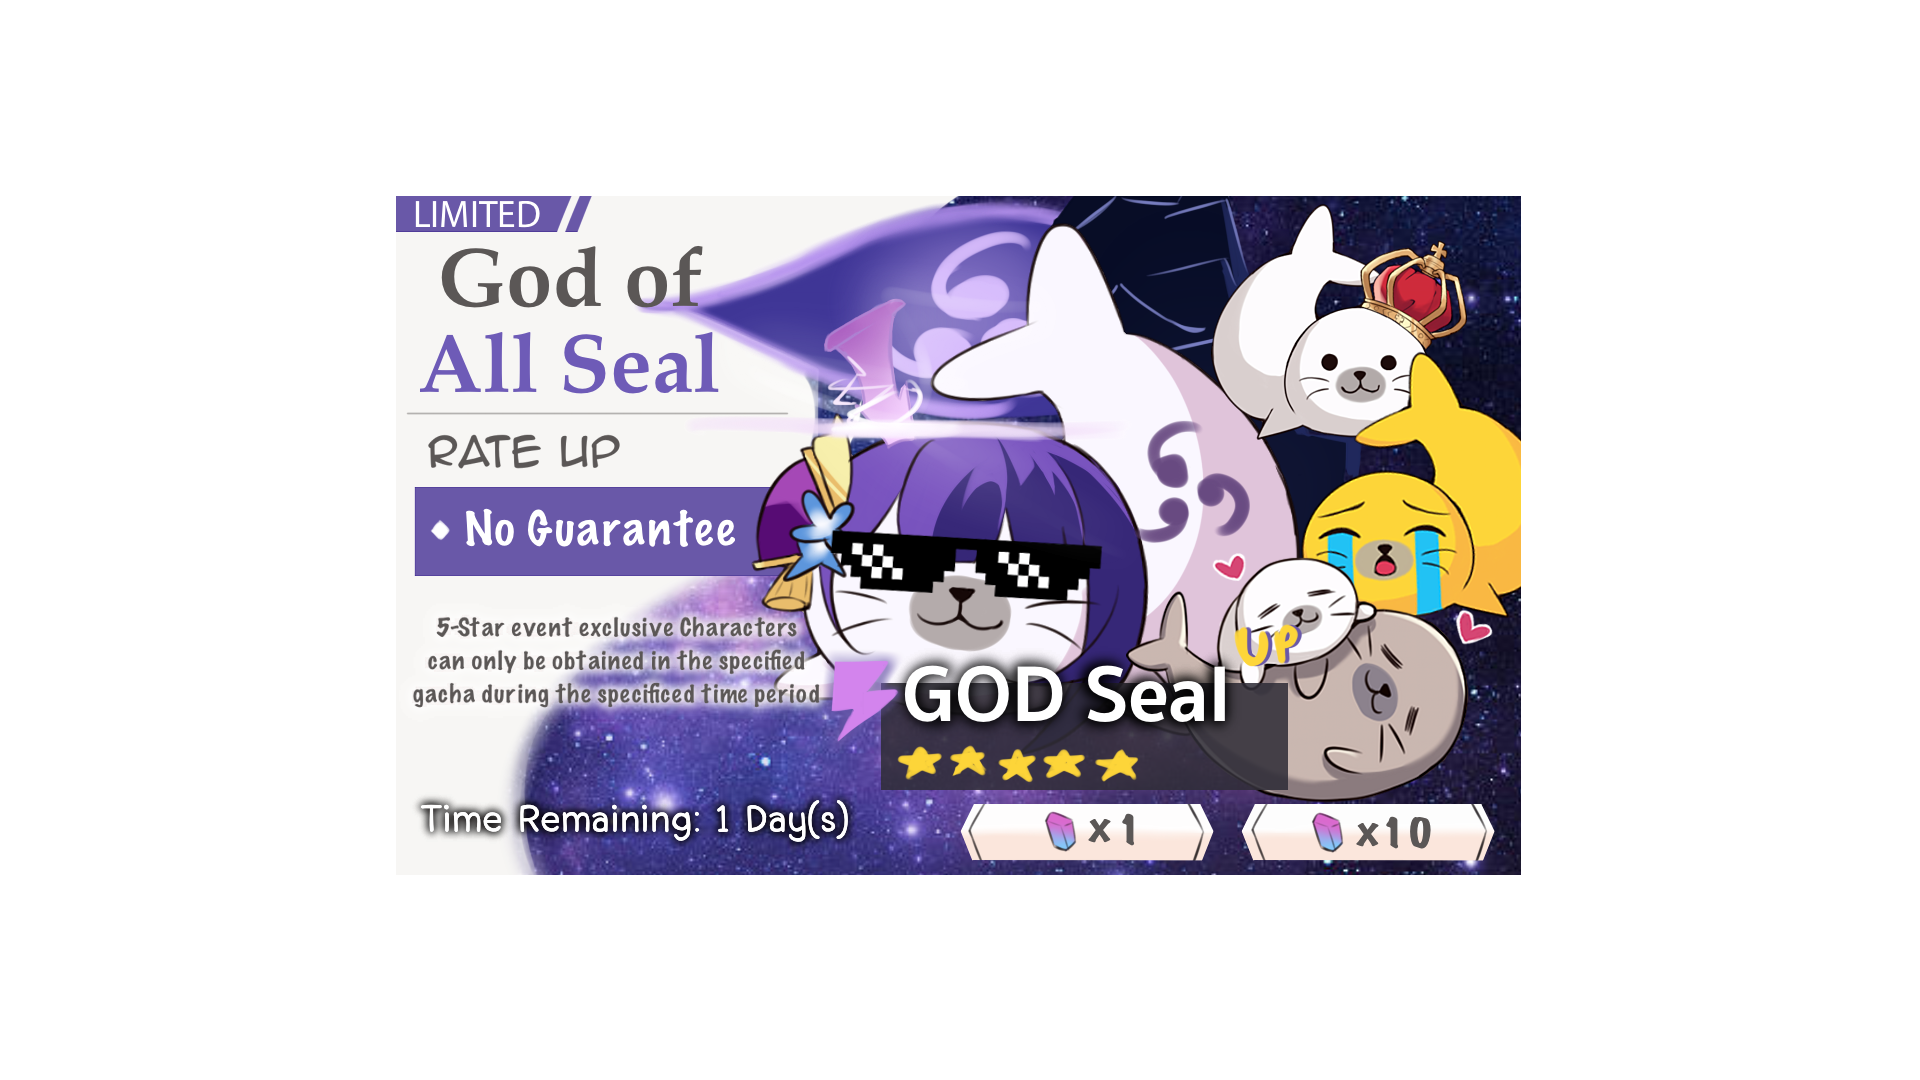 LIMITED
God of
All Seal
RATE UP
No Guarantee
5-Star event exclusive Characters
can only be obtained in the specified
gacha during the specificed time period
UP
GOD Seal
Time Remaining: 1 Day(s)
x1
x10